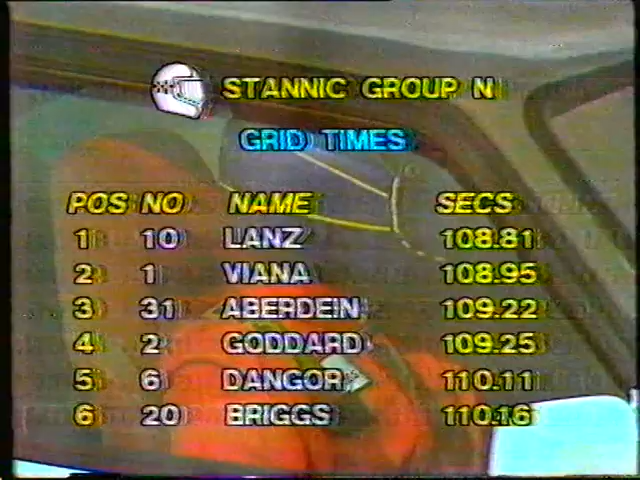 STANNIC GROUP N
GRID TIMES
POS NO NAME SECS
1 10 LANZ 108.81
2 1 VIANA 108.95
3 31 ABERDEIN 109.22
4 2 GODDARD 109.25
5 6 DANGOR 110.11
6 20 BRIGGS 110.16